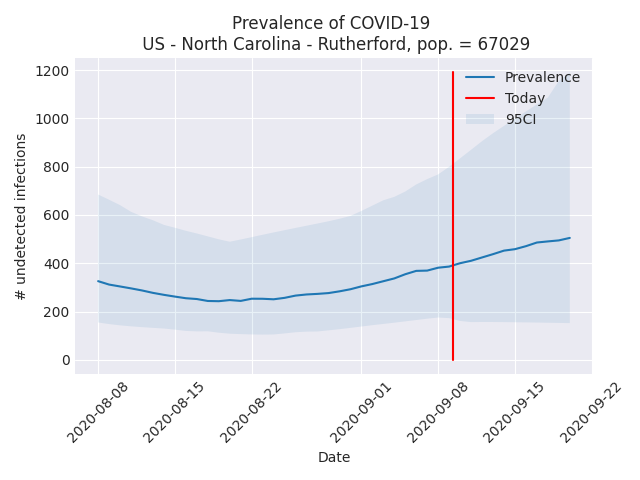 Prevalence of COVID-19
US - North Carolina - Rutherford, pop. = 67029
1200
1000
800
600
400
200
0
# undetected infections
Prevalence
Today
95CI
2020-08-08
2020-08-15
2020-08-22
2020-09-01
2020-09-08
2020-09-15
2020-09-22
Date